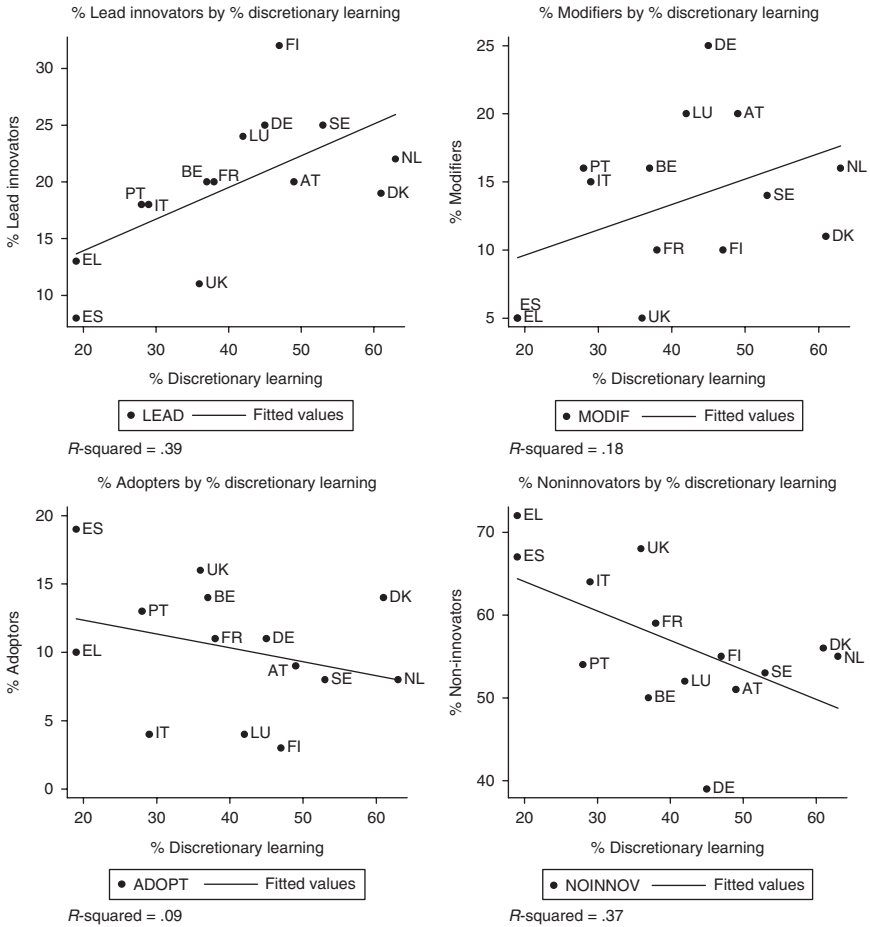 % Lead innovators by % discretionary learning
% Lead innovators
30
25
20
15
10
FI
DE
SE
LU
NL
BE
FR
AT
DK
PT
IT
EL
UK
ES
20 30 40 50 60
% Discretionary learning
LEAD Fitted values
R-squared = .39
% Modifiers by % discretionary learning
% Modifiers
25
20
15
10
5
DE
LU
AT
PT
BE
NL
IT
SE
DK
FR
FI
ES
EL
UK
20 30 40 50 60
% Discretionary learning
MODIF Fitted values
R-squared = .18
% Adopters by % discretionary learning
% Adoptors
20
15
10
5
0
ES
UK
BE
DK
PT
FR
DE
EL
AT
SE
NL
IT
LU
FI
20 30 40 50 60
% Discretionary learning
ADOPT Fitted values
R-squared = .09
% Noninnovators by % discretionary learning
% Non-innovators
70
60
50
40
EL
UK
ES
IT
FR
DK
FI
NL
PT
SE
LU
AT
BE
DE
20 30 40 50 60
% Discretionary learning
NOINNOV Fitted values
R-squared = .37